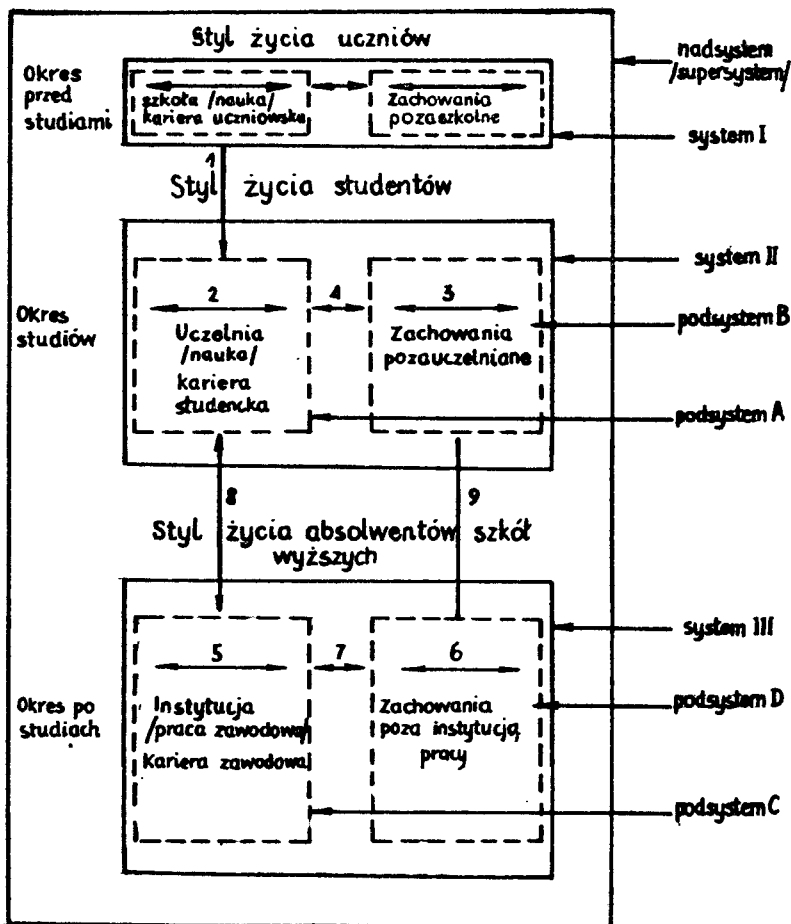 Styl życia uczniów
nadsystem
/supersystem/
Okres
przed
studiami
szkoła /nauka/
kariera uczniowska
Zachowania
pozaszkolne
system I
1
Styl życia studentów
system II
2
4
3
Okres
studiów
Uczelnia
/nauka/
kariera
studencka
Zachowania
pozauczelniane
podsystem B
podsystem A
8
9
Styl życia absolwentów szkół
wyższych
system III
5
7
6
Okres po
studiach
Instytucja
/praca zawodowa/
Kariera zawodowa
Zachowania
poza instytucją
pracy
podsystem D
podsystem C